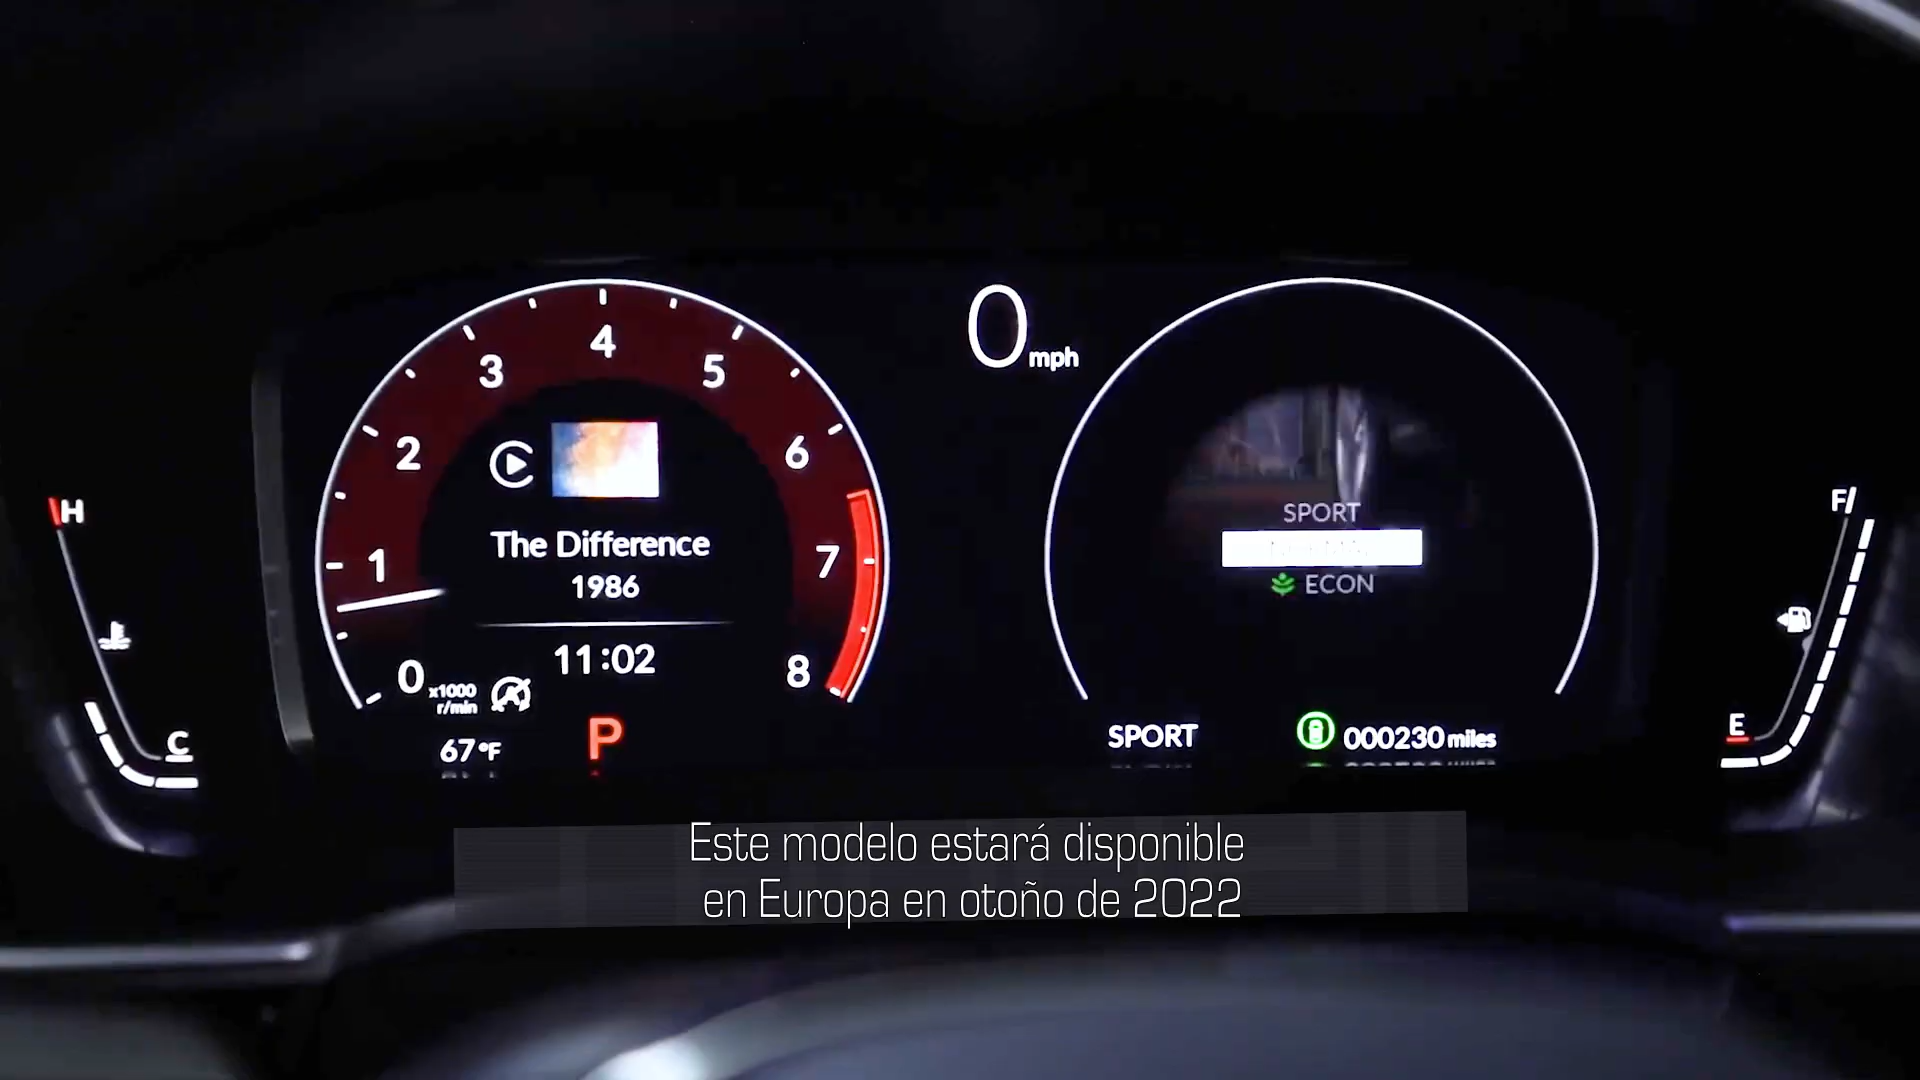 0 mph
4
3
5
2
6
The Difference
1986
1
7
11:02
0
x1000
r/min
8
67°F
P
H
C
SPORT
ECON
SPORT
000230 miles
F
E
Este modelo estará disponible
en Europa en otoño de 2022